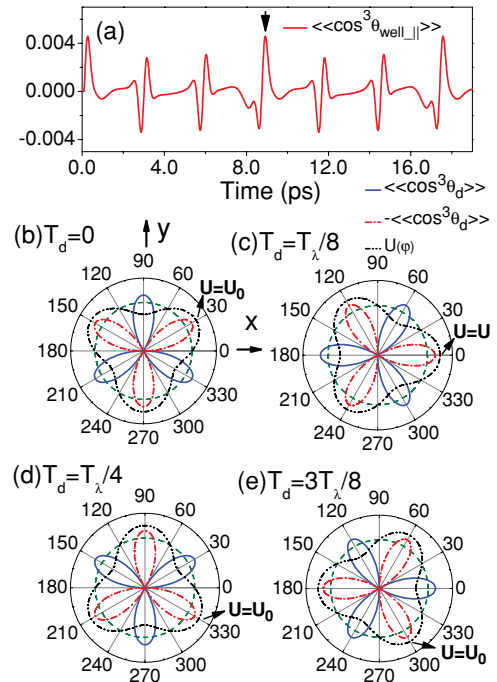 (a)
<<cos³θwell_||>>
0.004
0.000
-0.004
0.0 4.0 8.0 12.0 16.0
Time (ps)
<<cos³θd>>
-<<cos³θd>>
U(φ)
(b) Td=0
y
x
U=U0
90
120 60
150 30
180 0
210 330
240 300
270
(c) Td=Tλ/8
U=U
90
120 60
150 30
180 0
210 330
240 300
270
(d) Td=Tλ/4
U=U0
90
120 60
150 30
180 0
210 330
240 300
270
(e) Td=3Tλ/8
U=U0
90
120 60
150 30
180 0
210 330
240 300
270